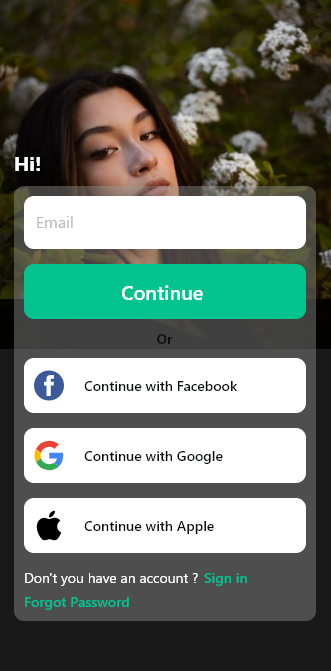 Hi!
Email
Continue
Or
Continue with Facebook
Continue with Google
Continue with Apple
Don't you have an account ? Sign in
Forgot Password